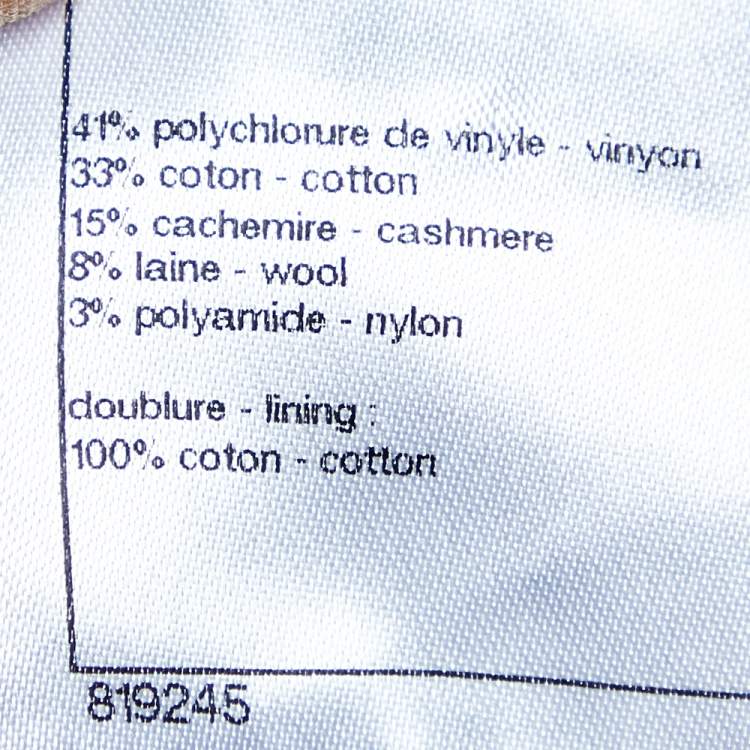 41% polychlorure de vinyle - vinyon
33% coton - cotton
15% cachemire - cashmere
8% laine - wool
3% polyamide - nylon
doublure - lining :
100% coton - cotton
819245